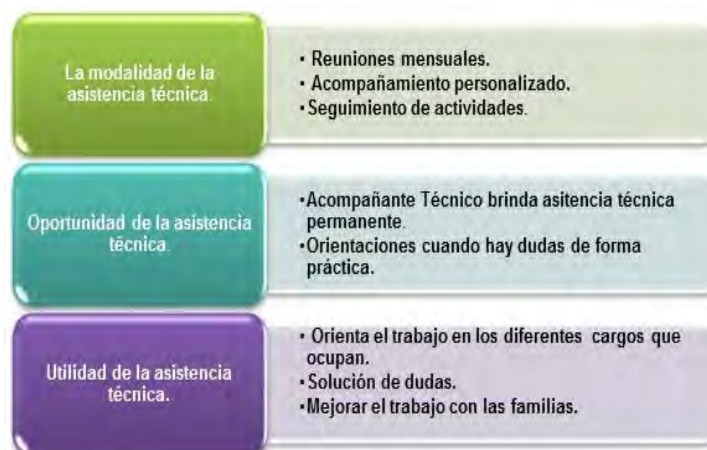 La modalidad de la
asistencia técnica.
• Reuniones mensuales.
• Acompañamiento personalizado.
•Seguimiento de actividades.
Oportunidad de la asistencia
técnica.
•Acompañante Técnico brinda asitencia técnica
permanente.
•Orientaciones cuando hay dudas de forma
práctica.
Utilidad de la asistencia
técnica.
• Orienta el trabajo en los diferentes cargos que
ocupan.
•Solución de dudas.
•Mejorar el trabajo con las familias.